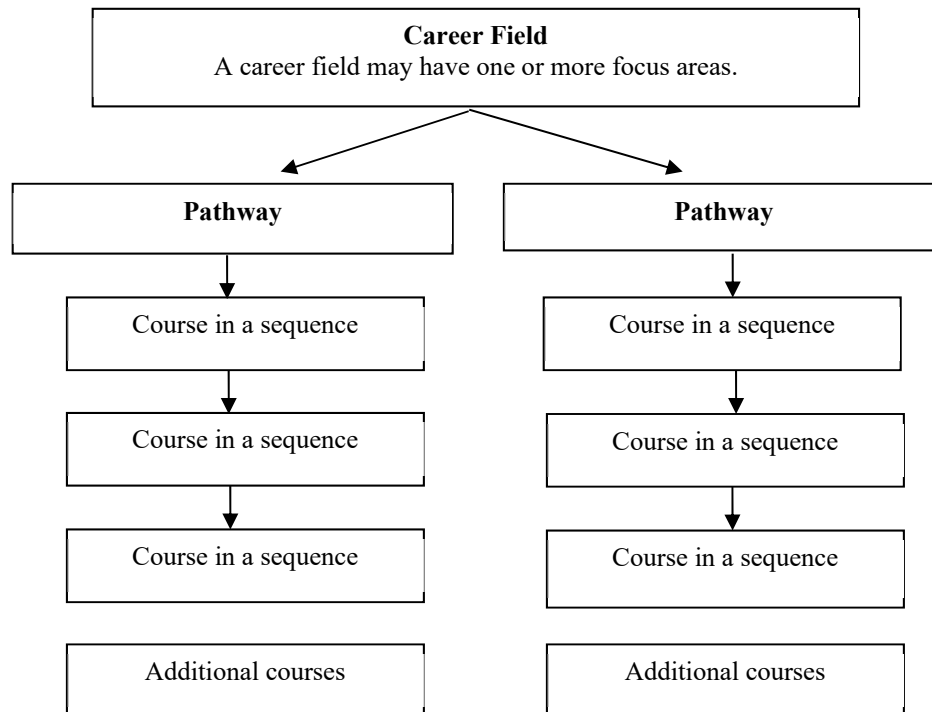 Career Field
A career field may have one or more focus areas.
Pathway
Pathway
Course in a sequence
Course in a sequence
Course in a sequence
Course in a sequence
Course in a sequence
Course in a sequence
Additional courses
Additional courses